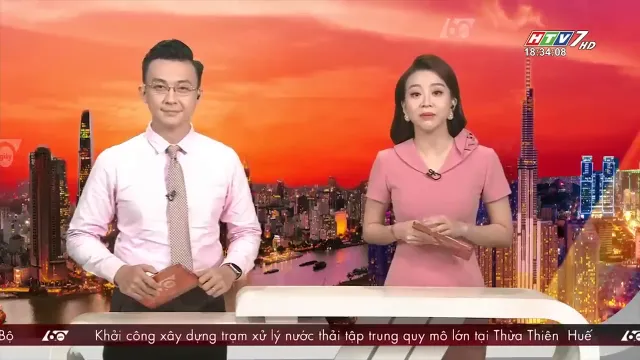 HTV7 HD
18:34:08
Bộ 60 Khởi công xây dựng trạm xử lý nước thải tập trung quy mô lớn tại Thừa Thiên Huế